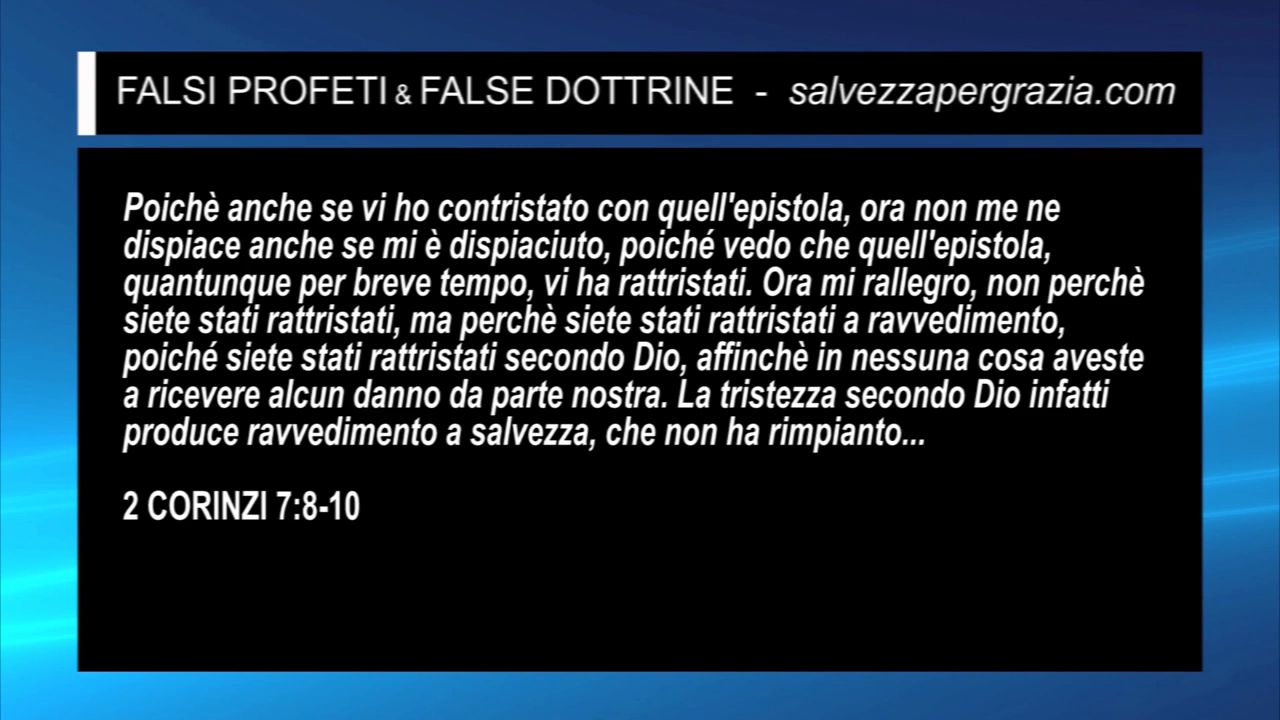 FALSI PROFETI & FALSE DOTTRINE - salvezzapergrazia.com
Poichè anche se vi ho contristato con quell'epistola, ora non me ne
dispiace anche se mi è dispiaciuto, poiché vedo che quell'epistola,
quantunque per breve tempo, vi ha rattristati. Ora mi rallegro, non perchè
siete stati rattristati, ma perchè siete stati rattristati a ravvedimento,
poiché siete stati rattristati secondo Dio, affinchè in nessuna cosa aveste
a ricevere alcun danno da parte nostra. La tristezza secondo Dio infatti
produce ravvedimento a salvezza, che non ha rimpianto...
2 CORINZI 7:8-10